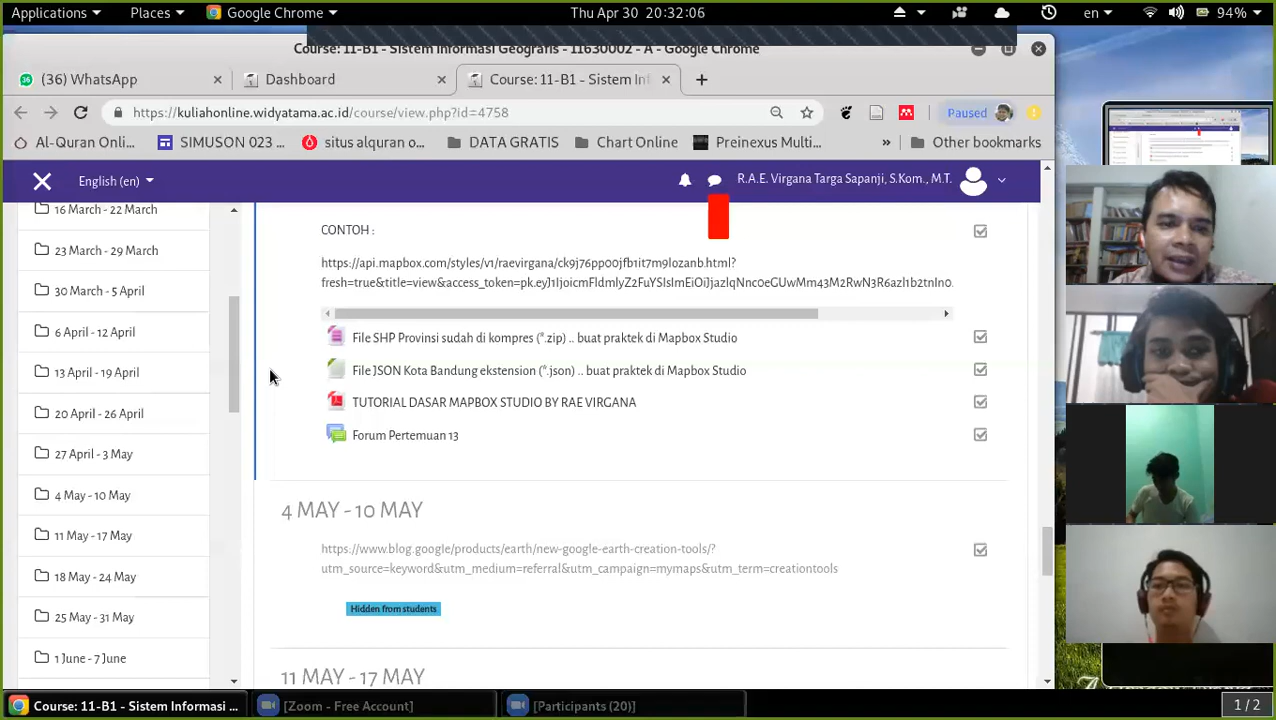 Applications Places Google Chrome Thu Apr 30 20:32:06 en 94%
Course: 11-B1 - Sistem Informasi Geografis - 11630002 - A - Google Chrome
(36) WhatsApp Dashboard Course: 11-B1 - Sistem In
https://kuliahonline.widyatama.ac.id/course/view.php?id=4758 Paused
Al-Quran Onli... SIMUSON 023 ... situs alquran GRATIS Chart Online Preinexus Multi... » Other bookmarks
English (en) R.A.E. Virgana Targa Sapanji, S.Kom., M.T.
16 March - 22 March
23 March - 29 March
30 March - 5 April
6 April - 12 April
13 April - 19 April
20 April - 26 April
27 April - 3 May
4 May - 10 May
11 May - 17 May
18 May - 24 May
25 May - 31 May
1 June - 7 June
CONTOH :
https://api.mapbox.com/styles/v1/raevirgana/ck9j76pp00jfb1it7m9lozanb.html?
File SHP Provinsi sudah di kompres (*.zip) .. buat praktek di Mapbox Studio
File JSON Kota Bandung ekstension (*.json) .. buat praktek di Mapbox Studio
TUTORIAL DASAR MAPBOX STUDIO BY RAE VIRGANA
Forum Pertemuan 13
4 MAY - 10 MAY
https://www.blog.google/products/earth/new-google-earth-creation-tools/?
utm_source=keyword&utm_medium=referral&utm_campaign=mymaps&utm_term=creationtools
Hidden from students
11 MAY - 17 MAY
Course: 11-B1 - Sistem Informasi ... [Zoom - Free Account] [Participants (20)] 1 / 2